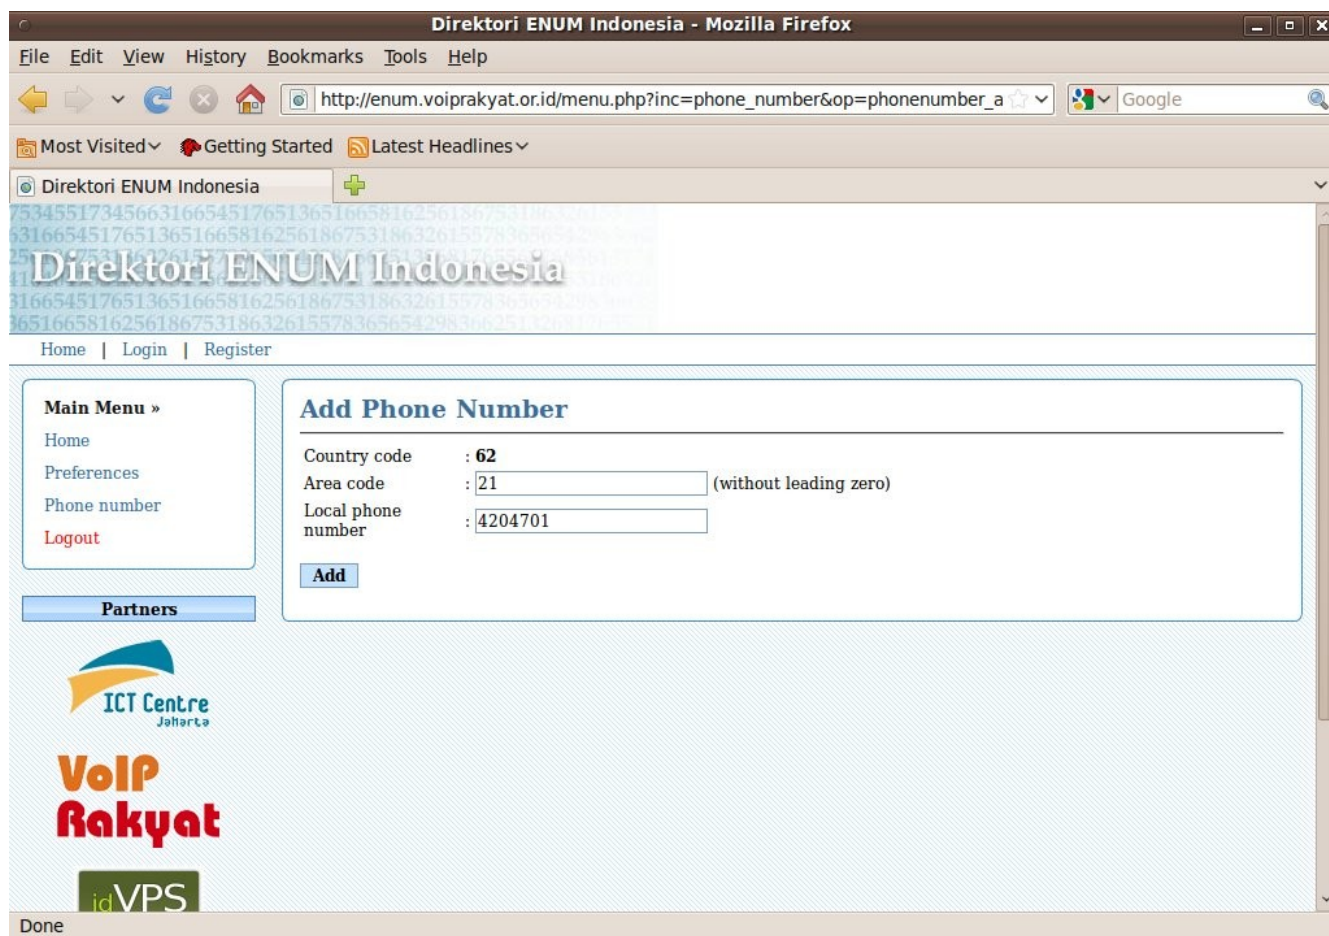 Direktori ENUM Indonesia - Mozilla Firefox
File Edit View History Bookmarks Tools Help
http://enum.voiprakyat.or.id/menu.php?inc=phone_number&op=phonenumber_a Google
Most Visited Getting Started Latest Headlines
Direktori ENUM Indonesia
Direktori ENUM Indonesia
Home | Login | Register
Main Menu »
Home
Preferences
Phone number
Logout
Add Phone Number
Country code : 62
Area code : 21 (without leading zero)
Local phone number : 4204701
Add
Partners
ICT Centre
Jakarta
VoIP
Rakyat
idVPS
Done